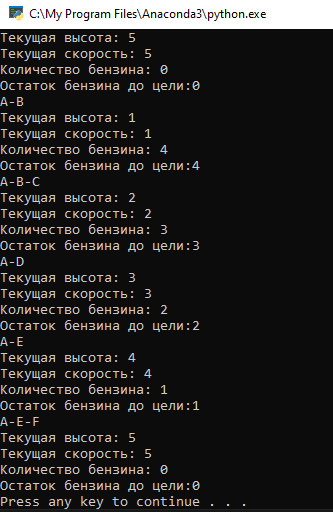 C:\My Program Files\Anaconda3\python.exe
Текущая высота: 5
Текущая скорость: 5
Количество бензина: 0
Остаток бензина до цели:0
A-B
Текущая высота: 1
Текущая скорость: 1
Количество бензина: 4
Остаток бензина до цели:4
A-B-C
Текущая высота: 2
Текущая скорость: 2
Количество бензина: 3
Остаток бензина до цели:3
A-D
Текущая высота: 3
Текущая скорость: 3
Количество бензина: 2
Остаток бензина до цели:2
A-E
Текущая высота: 4
Текущая скорость: 4
Количество бензина: 1
Остаток бензина до цели:1
A-E-F
Текущая высота: 5
Текущая скорость: 5
Количество бензина: 0
Остаток бензина до цели:0
Press any key to continue . . .